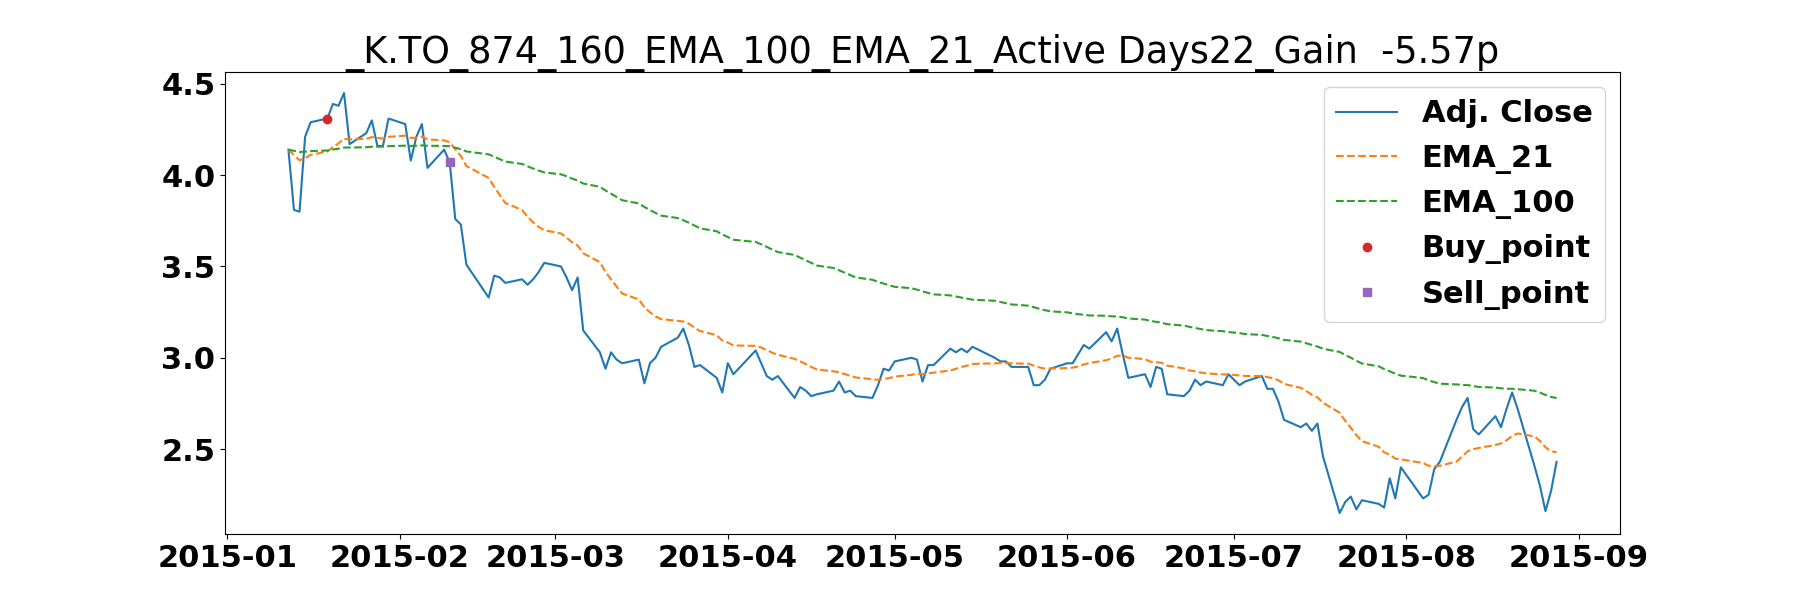 _K.TO_874_160_EMA_100_EMA_21_Active Days22_Gain  -5.57p
4.5
4.0
3.5
3.0
2.5
Adj. Close
EMA_21
EMA_100
Buy_point
Sell_point
2015-01 2015-02 2015-03 2015-04 2015-05 2015-06 2015-07 2015-08 2015-09